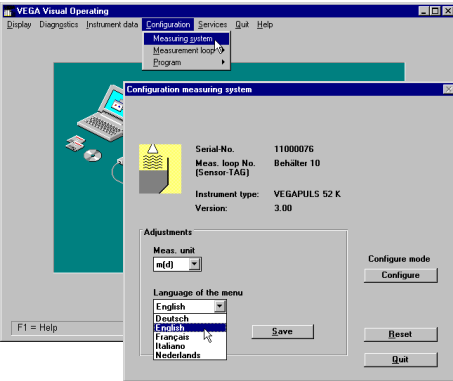 VEGA Visual Operating
Display Diagnostics Instrument data Configuration Services Quit Help
Measuring system
Measurement loop
Program
Configuration measuring system
Serial-No. 11000076
Meas. loop No. Behälter 10
(Sensor-TAG)
Instrument type: VEGAPULS 52 K
Version: 3.00
Adjustments
Meas. unit
m(d)
Configure mode
Configure
Language of the menu
English
Deutsch
English
Français
Italiano
Nederlands
Save
Reset
Quit
F1 = Help